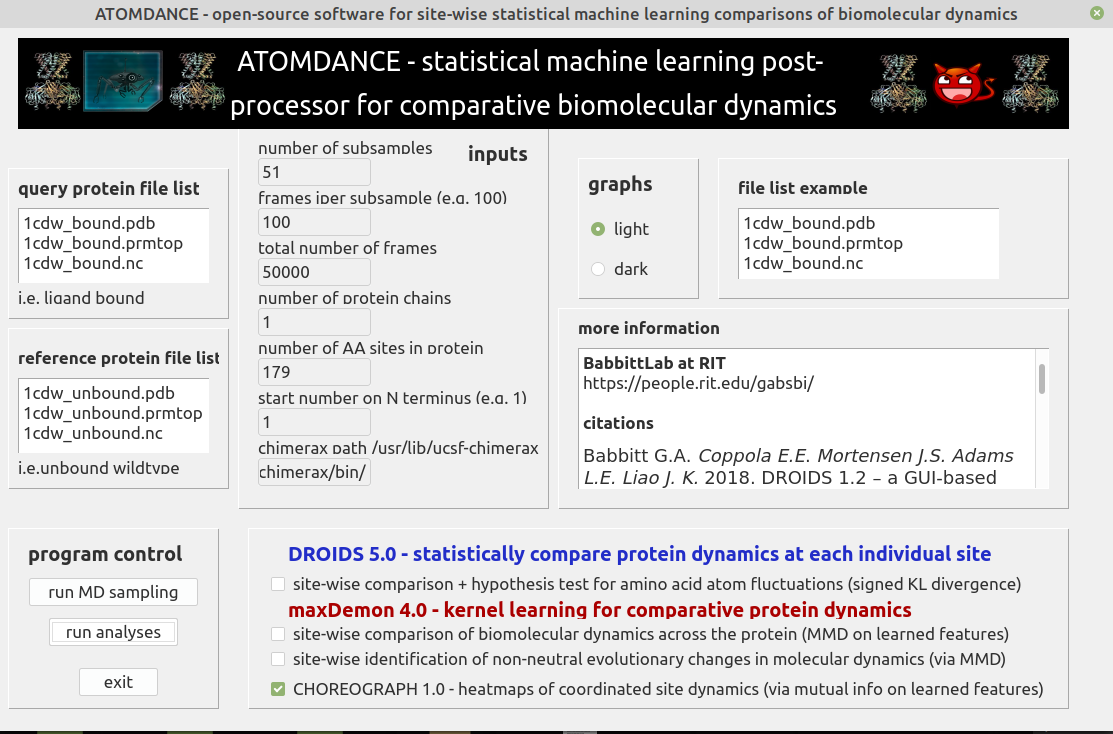 ATOMDANCE - open-source software for site-wise statistical machine learning comparisons of biomolecular dynamics
ATOMDANCE - statistical machine learning post-
processor for comparative biomolecular dynamics
query protein file list
1cdw_bound.pdb
1cdw_bound.prmtop
1cdw_bound.nc
i.e. ligand bound
reference protein file list
1cdw_unbound.pdb
1cdw_unbound.prmtop
1cdw_unbound.nc
i.e.unbound wildtype
inputs
number of subsamples
51
frames iper subsample (e.g. 100)
100
total number of frames
50000
number of protein chains
1
number of AA sites in protein
179
start number on N terminus (e.g. 1)
1
chimerax path /usr/lib/ucsf-chimerax
chimerax/bin/
graphs
light
dark
file list example
1cdw_bound.pdb
1cdw_bound.prmtop
1cdw_bound.nc
more information
BabbittLab at RIT
https://people.rit.edu/gabsbi/
citations
Babbitt G.A. Coppola E.E. Mortensen J.S. Adams
L.E. Liao J. K. 2018. DROIDS 1.2 – a GUI-based
program control
run MD sampling
run analyses
exit
DROIDS 5.0 - statistically compare protein dynamics at each individual site
site-wise comparison + hypothesis test for amino acid atom fluctuations (signed KL divergence)
maxDemon 4.0 - kernel learning for comparative protein dynamics
site-wise comparison of biomolecular dynamics across the protein (MMD on learned features)
site-wise identification of non-neutral evolutionary changes in molecular dynamics (via MMD)
CHOREOGRAPH 1.0 - heatmaps of coordinated site dynamics (via mutual info on learned features)